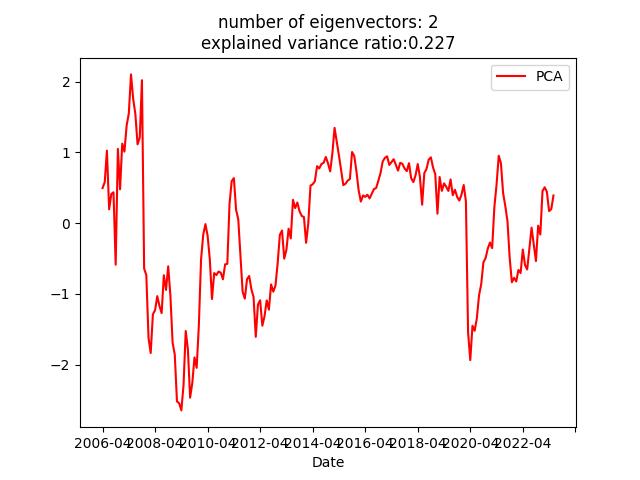 number of eigenvectors: 2
explained variance ratio:0.227
PCA
2
1
0
−1
−2
2006-04 2008-04 2010-04 2012-04 2014-04 2016-04 2018-04 2020-04 2022-04
Date